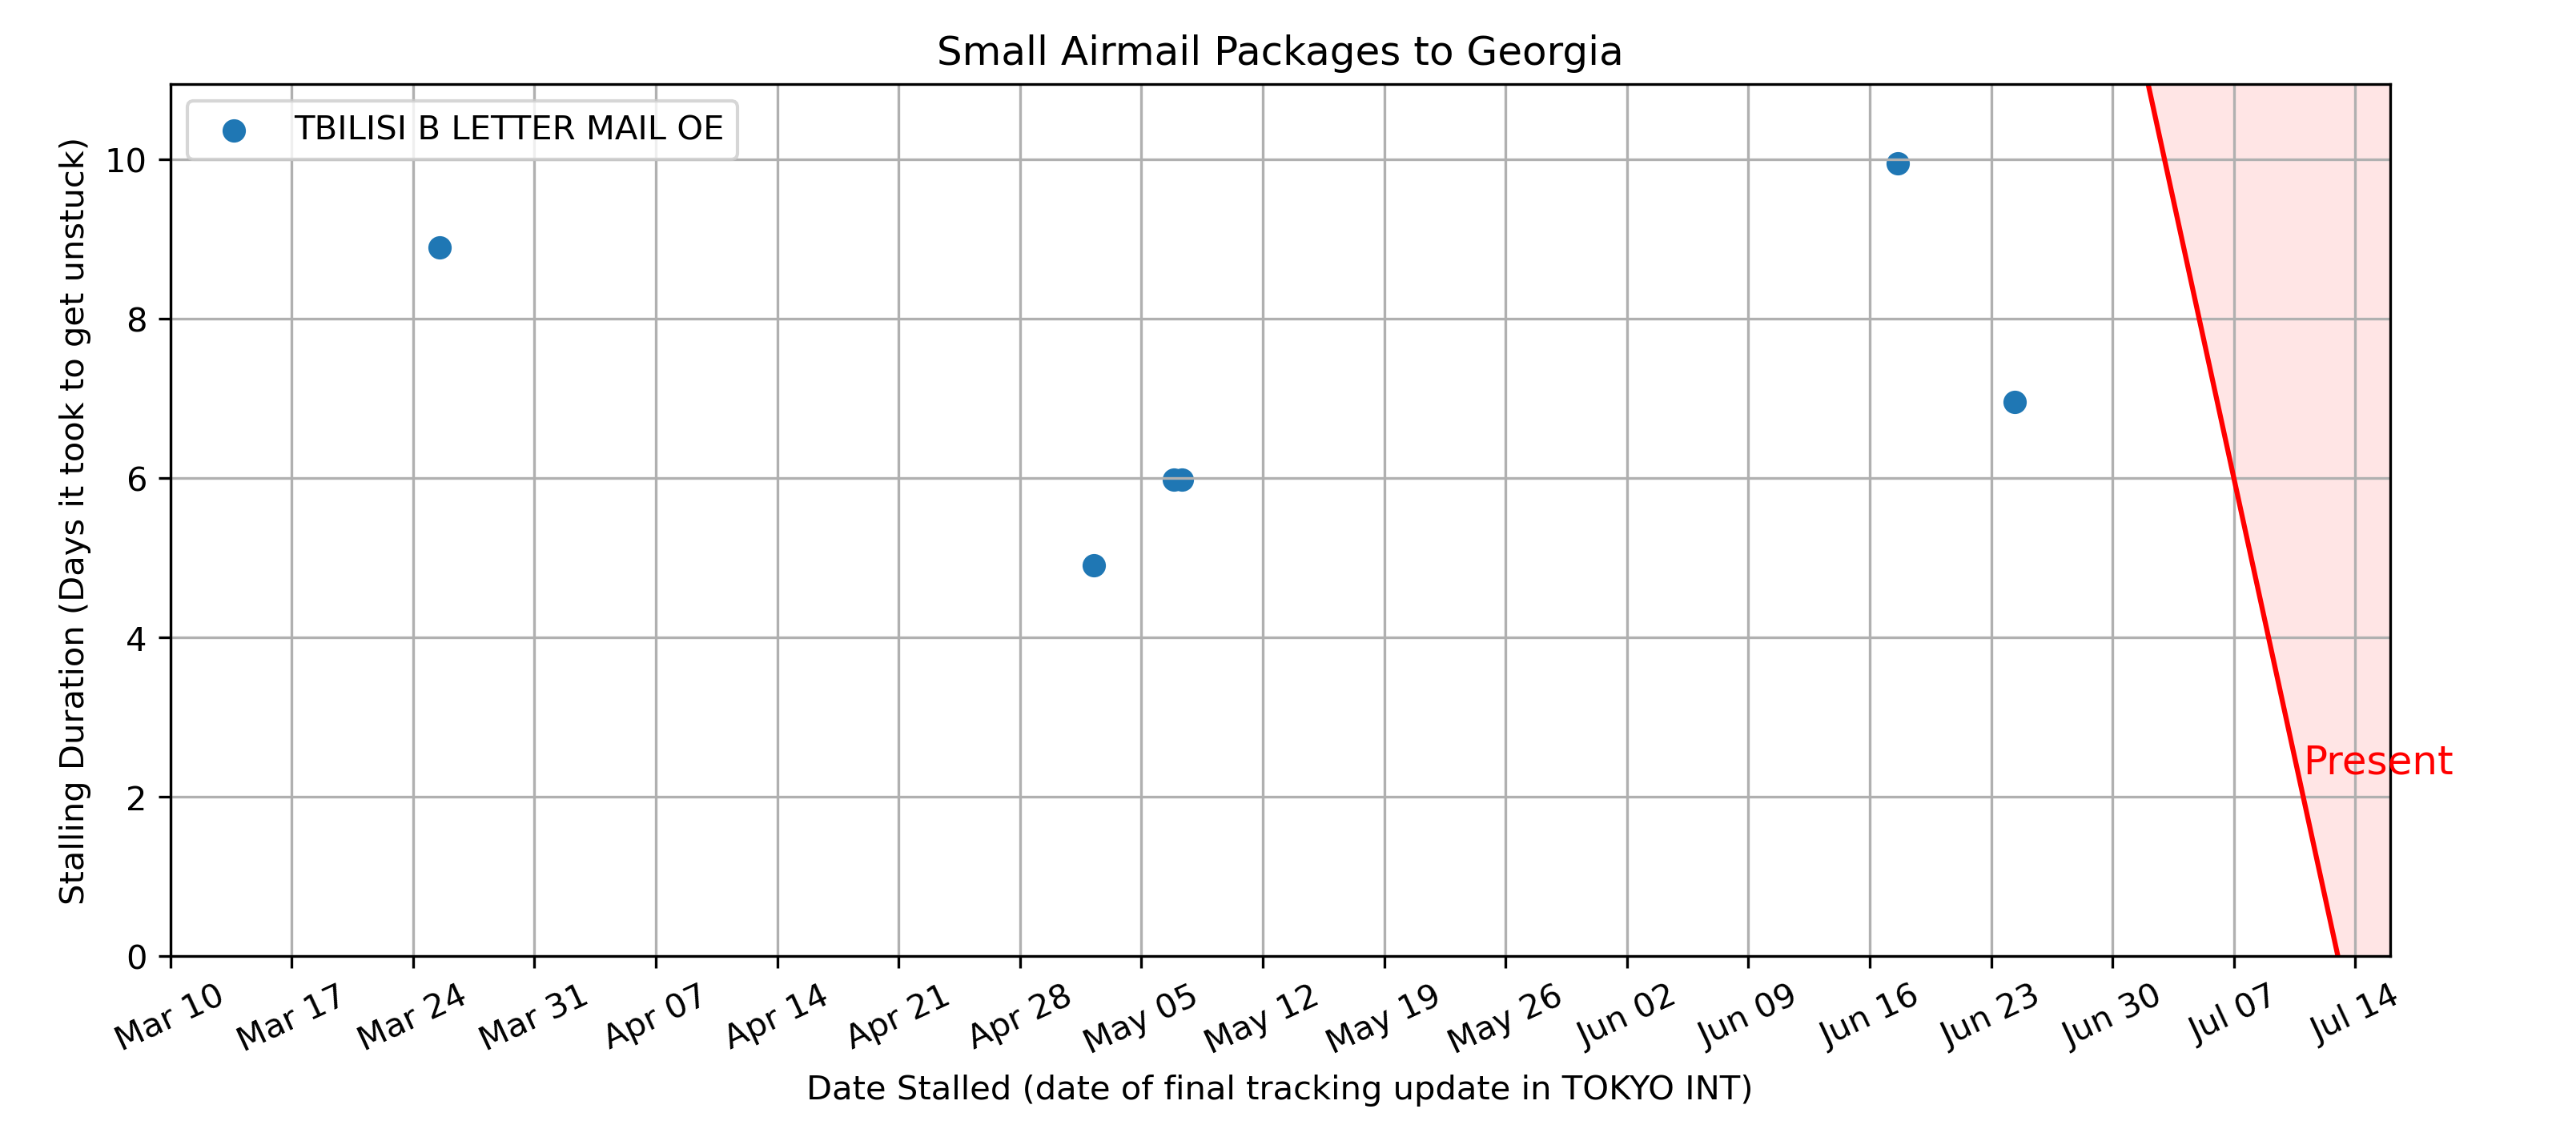 Small Airmail Packages to Georgia
TBILISI B LETTER MAIL OE
Stalling Duration (Days it took to get unstuck)
10
8
6
4
2
0
Present
Mar 10 Mar 17 Mar 24 Mar 31 Apr 07 Apr 14 Apr 21 Apr 28 May 05 May 12 May 19 May 26 Jun 02 Jun 09 Jun 16 Jun 23 Jun 30 Jul 07 Jul 14
Date Stalled (date of final tracking update in TOKYO INT)